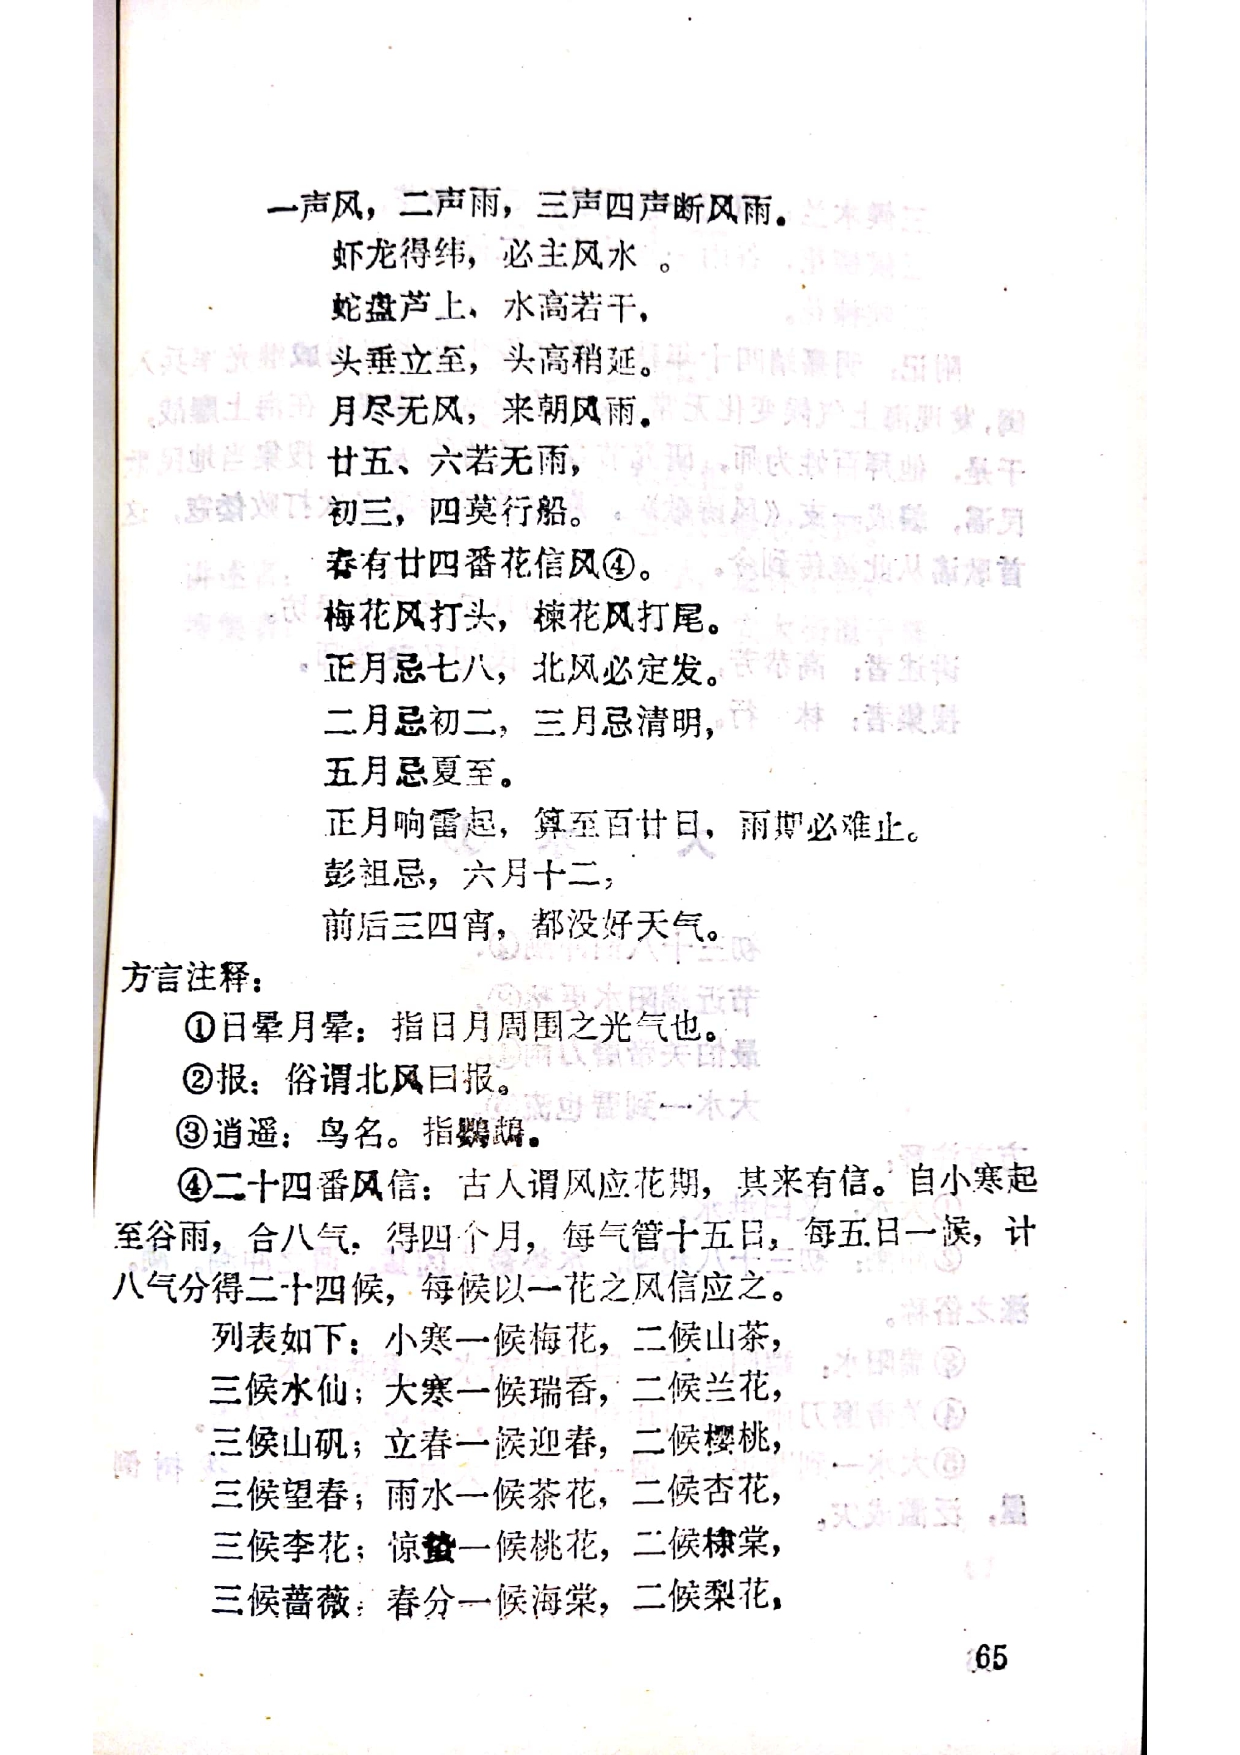 一声风，二声雨，三声四声断风雨。
虾龙得纬，必主风水。
蛇盘芦上、水高若干，
头垂立至，头高稍延。
月尽无风，来朝风雨。
廿五、六若无雨，
初三，四莫行船。
春有廿四番花信风④。
梅花风打头，楝花风打尾。
正月忌七八，北风必定发。
二月忌初二，三月忌清明，
五月忌夏至。
正月响雷起，算至百廿日，雨期必难止。
彭祖忌，六月十二，
前后三四宵，都没好天气。
方言注释：
①日晕月晕：指日月周围之光气也。
②报：俗谓北风曰报。
③逍遥：鸟名。指鹦鹉。
④二十四番风信：古人谓风应花期，其来有信。自小寒起
至谷雨，合八气，得四个月，每气管十五日，每五日一候，计
八气分得二十四候，每候以一花之风信应之。
列表如下：小寒一候梅花，二候山茶，
三候水仙；大寒一候瑞香，二候兰花，
三候山矾；立春一候迎春，二候樱桃，
三候望春；雨水一候茶花，二候杏花，
三候李花；惊蛰一候桃花，二候棣棠，
三候蔷薇；春分一候海棠，二候梨花，
65